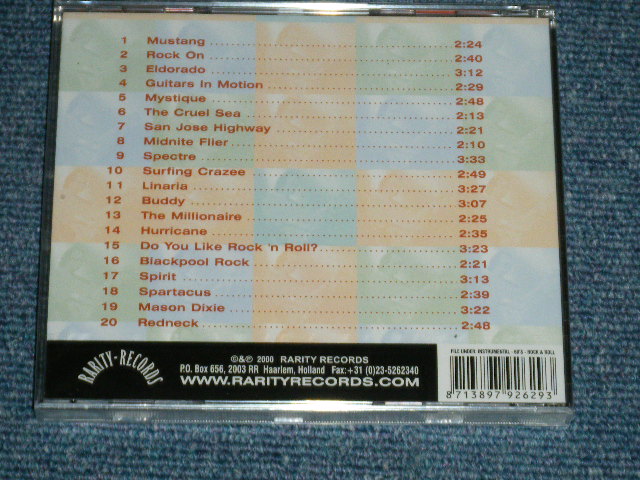 1 Mustang 2:24
2 Rock On 2:40
3 Eldorado 3:12
4 Guitars In Motion 2:29
5 Mystique 2:48
6 The Cruel Sea 2:13
7 San Jose Highway 2:21
8 Midnite Flier 2:10
9 Spectre 3:33
10 Surfing Crazee 2:49
11 Linaria 3:27
12 Buddy 3:07
13 The Millionaire 2:25
14 Hurricane 2:35
15 Do You Like Rock 'n Roll? 3:23
16 Blackpool Rock 2:21
17 Spirit 3:13
18 Spartacus 2:39
19 Mason Dixie 3:22
20 Redneck 2:48
RARITY-RECORDS
©&℗ 2000 RARITY RECORDS
P.O. Box 656, 2003 RR Haarlem, Holland Fax:+31 (0)23-5262340
WWW.RARITYRECORDS.COM
FILE UNDER: INSTRUMENTAL - 60'S - ROCK & ROLL
8 713897 926293